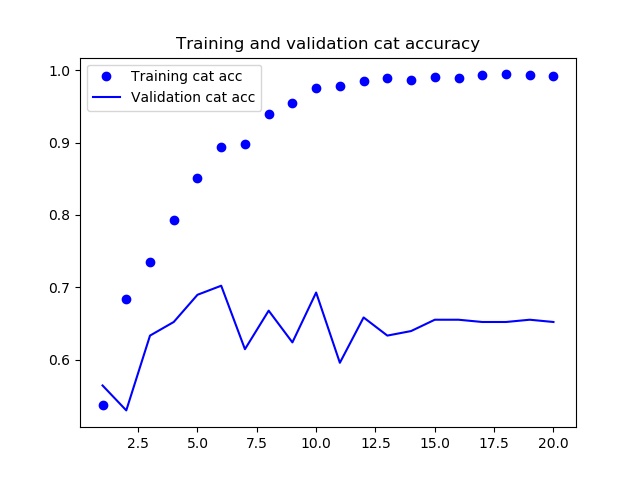 Training and validation cat accuracy
Training cat acc
Validation cat acc
1.0
0.9
0.8
0.7
0.6
2.5 5.0 7.5 10.0 12.5 15.0 17.5 20.0